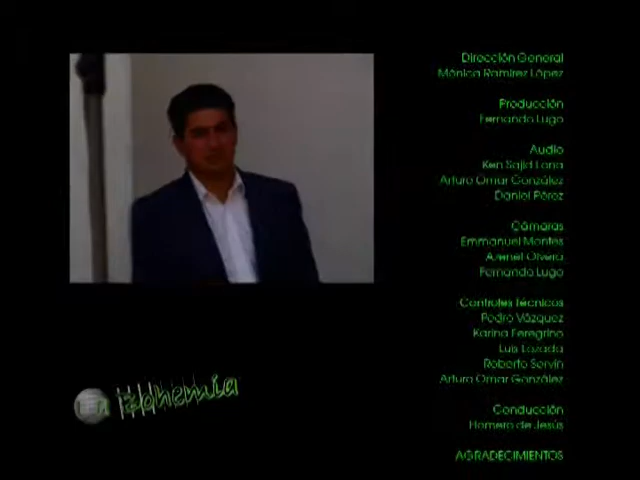 Dirección General
Mónica Ramírez López
Producción
Fernando Lugo
Audio
Ken Sajid Lona
Arturo Omar González
Daniel Pérez
Cámaras
Emmanuel Montes
Azenet Olvera
Fernando Lugo
Controles Técnicos
Pedro Vázquez
Karina Peregrino
Luis Lozada
Roberto Servín
Arturo Omar González
Conducción
Homero de Jesús
AGRADECIMIENTOS
La Bohemia